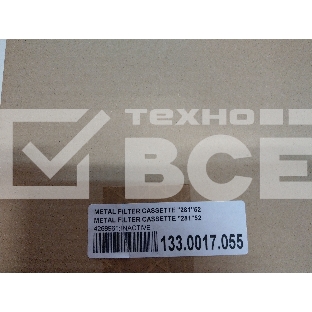 ТЕХНО
ВСЕ
METAL FILTER CASSETTE "281"52
METAL FILTER CASSETTE "281"52
133.0017.055